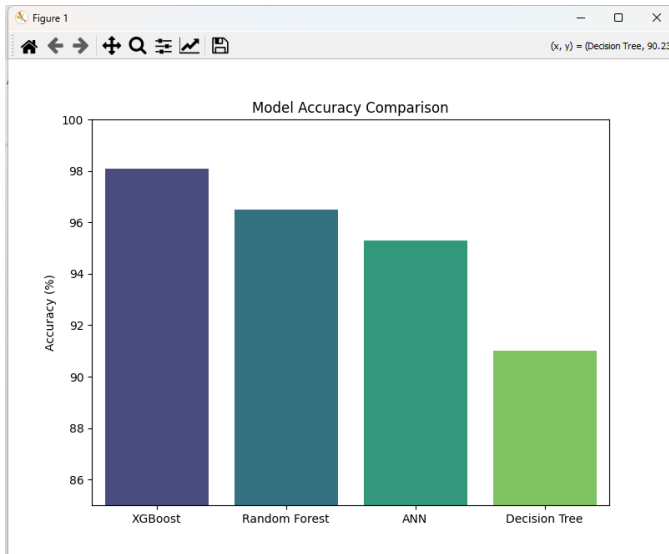 Figure 1
(x, y) = (Decision Tree, 90.23
Model Accuracy Comparison
100
98
96
94
92
90
88
86
Accuracy (%)
XGBoost Random Forest ANN Decision Tree